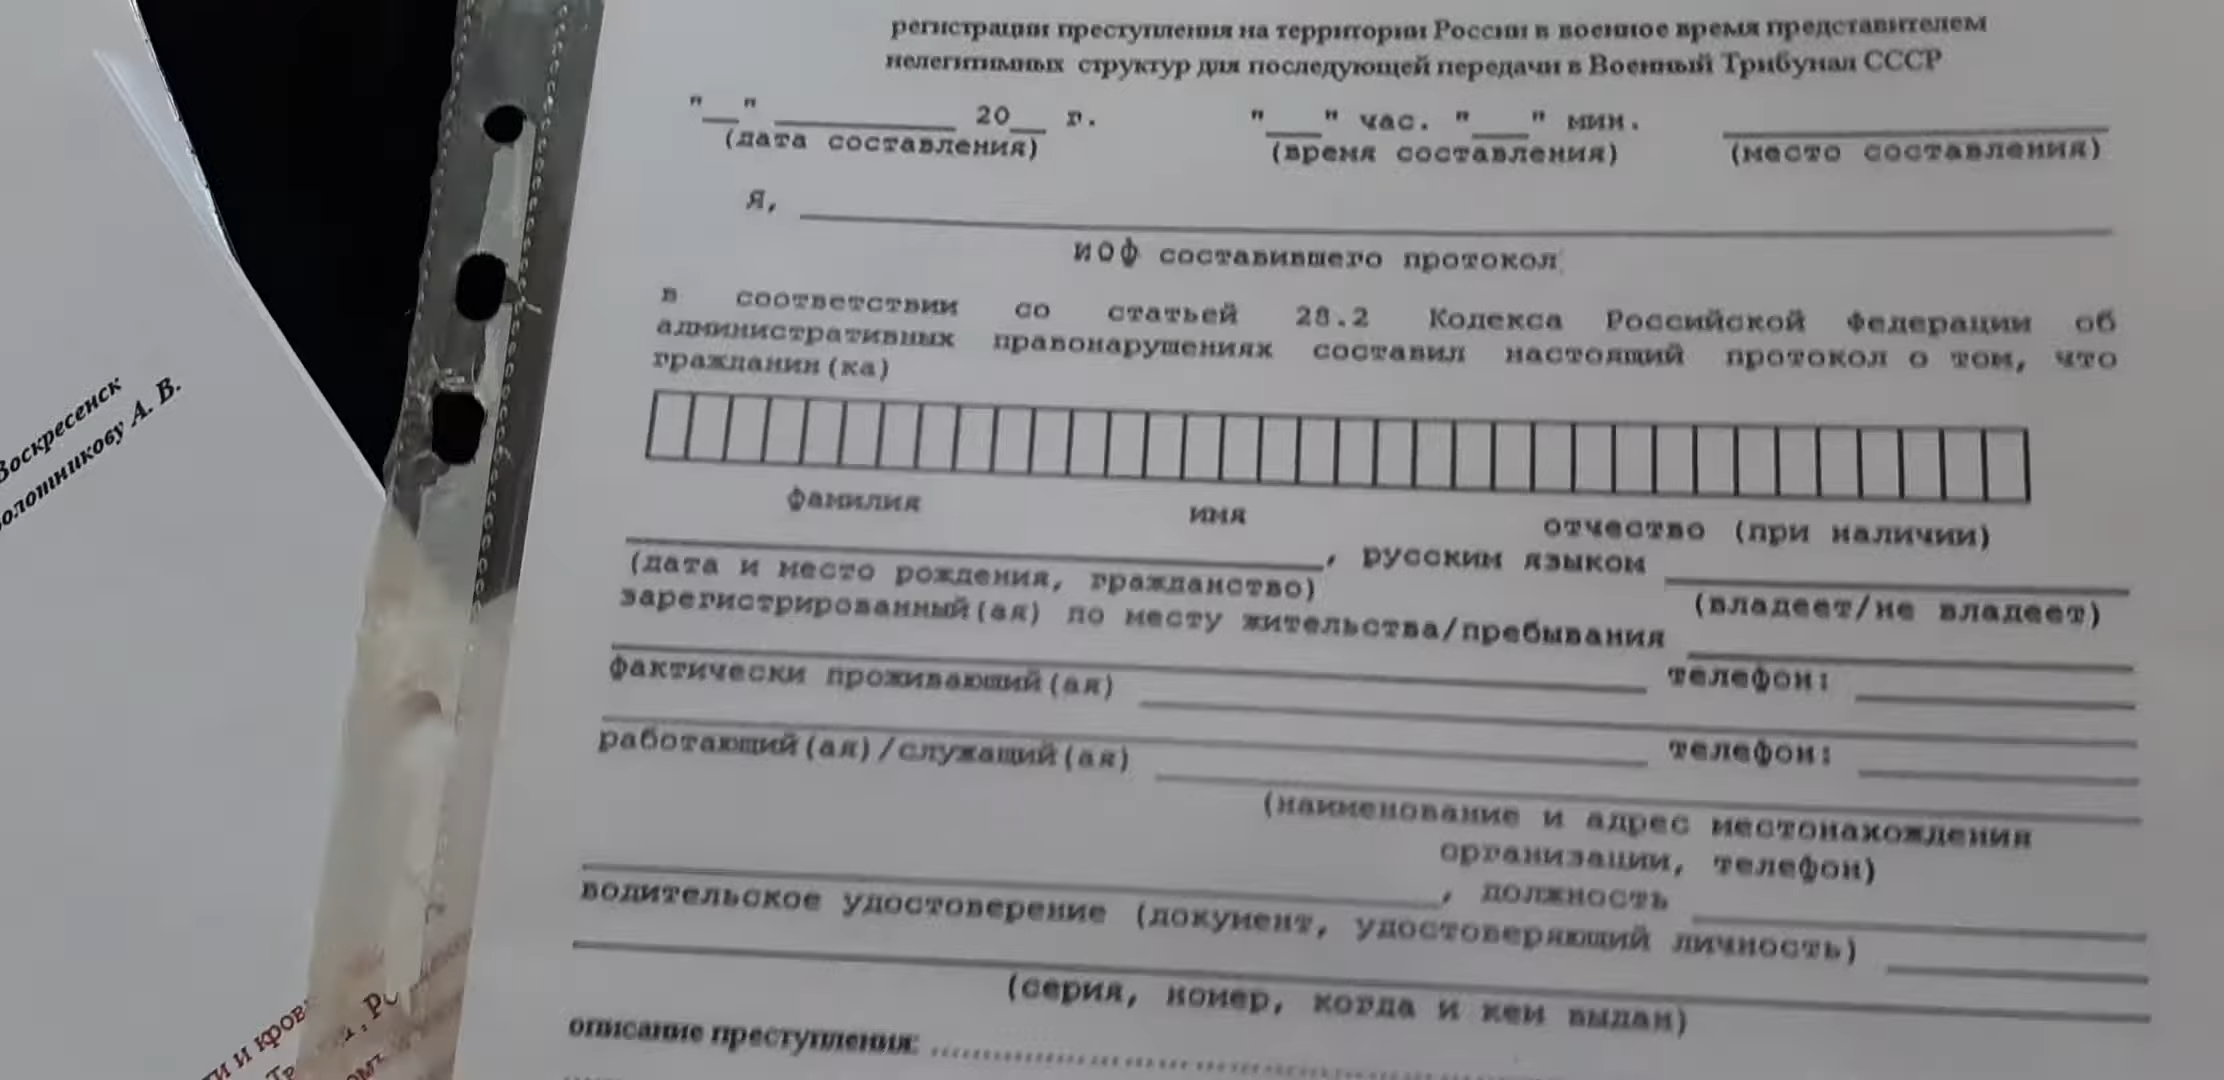 регистрации преступления на территории России в военное время представителем
нелегитимных структур для последующей передачи в Военный Трибунал СССР
"__" __________ 20__ г. "___" час. "___" мин.
(дата составления) (время составления) (место составления)
Я,
ИОФ составившего протокол
в соответствии со статьей 28.2 Кодекса Российской Федерации об
административных правонарушениях составил настоящий протокол о том, что
гражданин(ка)
фамилия имя отчество (при наличии)
, русским языком
(дата и место рождения, гражданство) (владеет/не владеет)
зарегистрированный(ая) по месту жительства/пребывания
телефон:
фактически проживающий(ая)
телефон:
работающий(ая)/служащий(ая)
(наименование и адрес местонахождения
организации, телефон)
, должность
водительское удостоверение (документ, удостоверяющий личность)
(серия, номер, когда и кем выдан)
описание преступления:
Воскресенск
А. В.